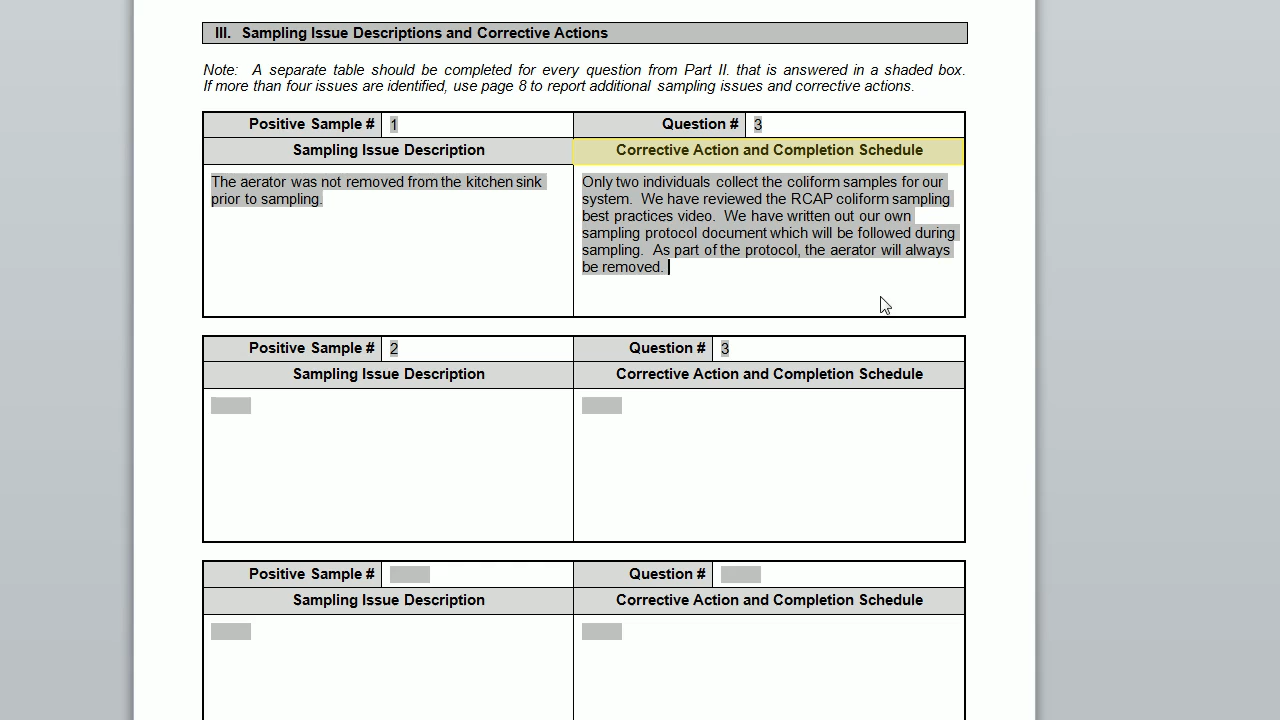 III. Sampling Issue Descriptions and Corrective Actions
Note: A separate table should be completed for every question from Part II. that is answered in a shaded box.
If more than four issues are identified, use page 8 to report additional sampling issues and corrective actions.
Positive Sample # 1 Question # 3
Sampling Issue Description Corrective Action and Completion Schedule
The aerator was not removed from the kitchen sink
prior to sampling.
Only two individuals collect the coliform samples for our
system. We have reviewed the RCAP coliform sampling
best practices video. We have written out our own
sampling protocol document which will be followed during
sampling. As part of the protocol, the aerator will always
be removed.
Positive Sample # 2 Question # 3
Sampling Issue Description Corrective Action and Completion Schedule
Positive Sample # Question #
Sampling Issue Description Corrective Action and Completion Schedule